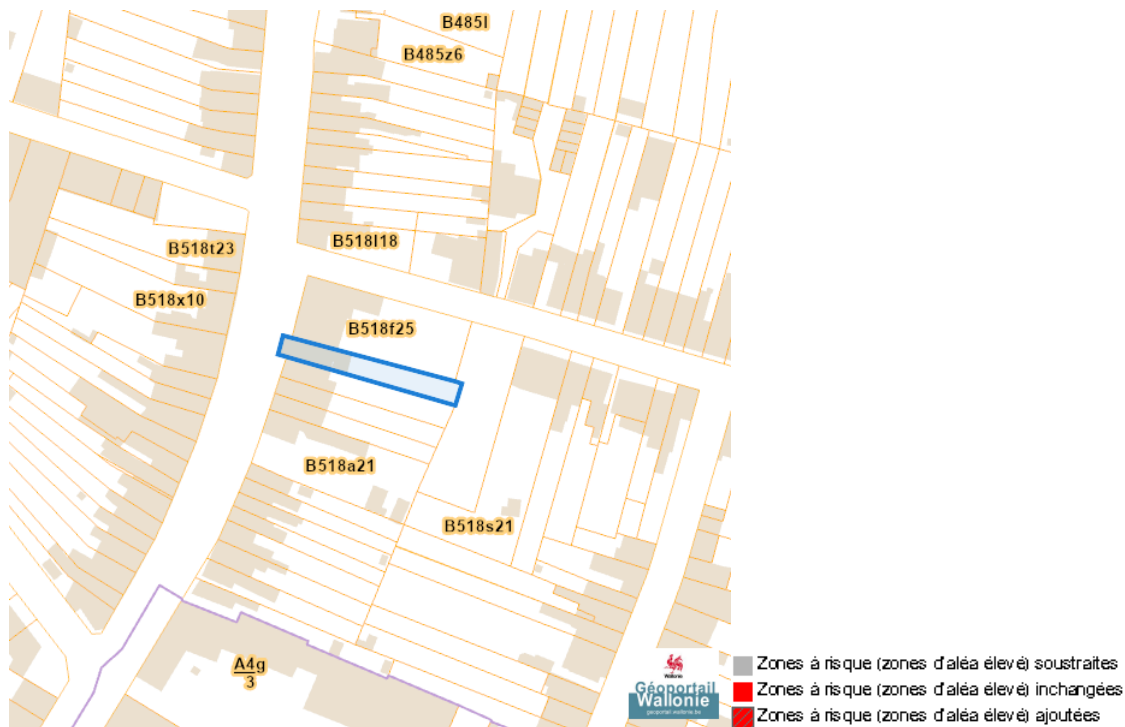 B485l
B485z6
B518l18
B518t23
B518x10
B518f25
B518a21
B518s21
A4g
3
Wallonie
Géoportail
Wallonie
geoportail.wallonie.be
Zones à risque (zones d'aléa élevé) soustraites
Zones à risque (zones d'aléa élevé) inchangées
Zones à risque (zones d'aléa élevé) ajoutées